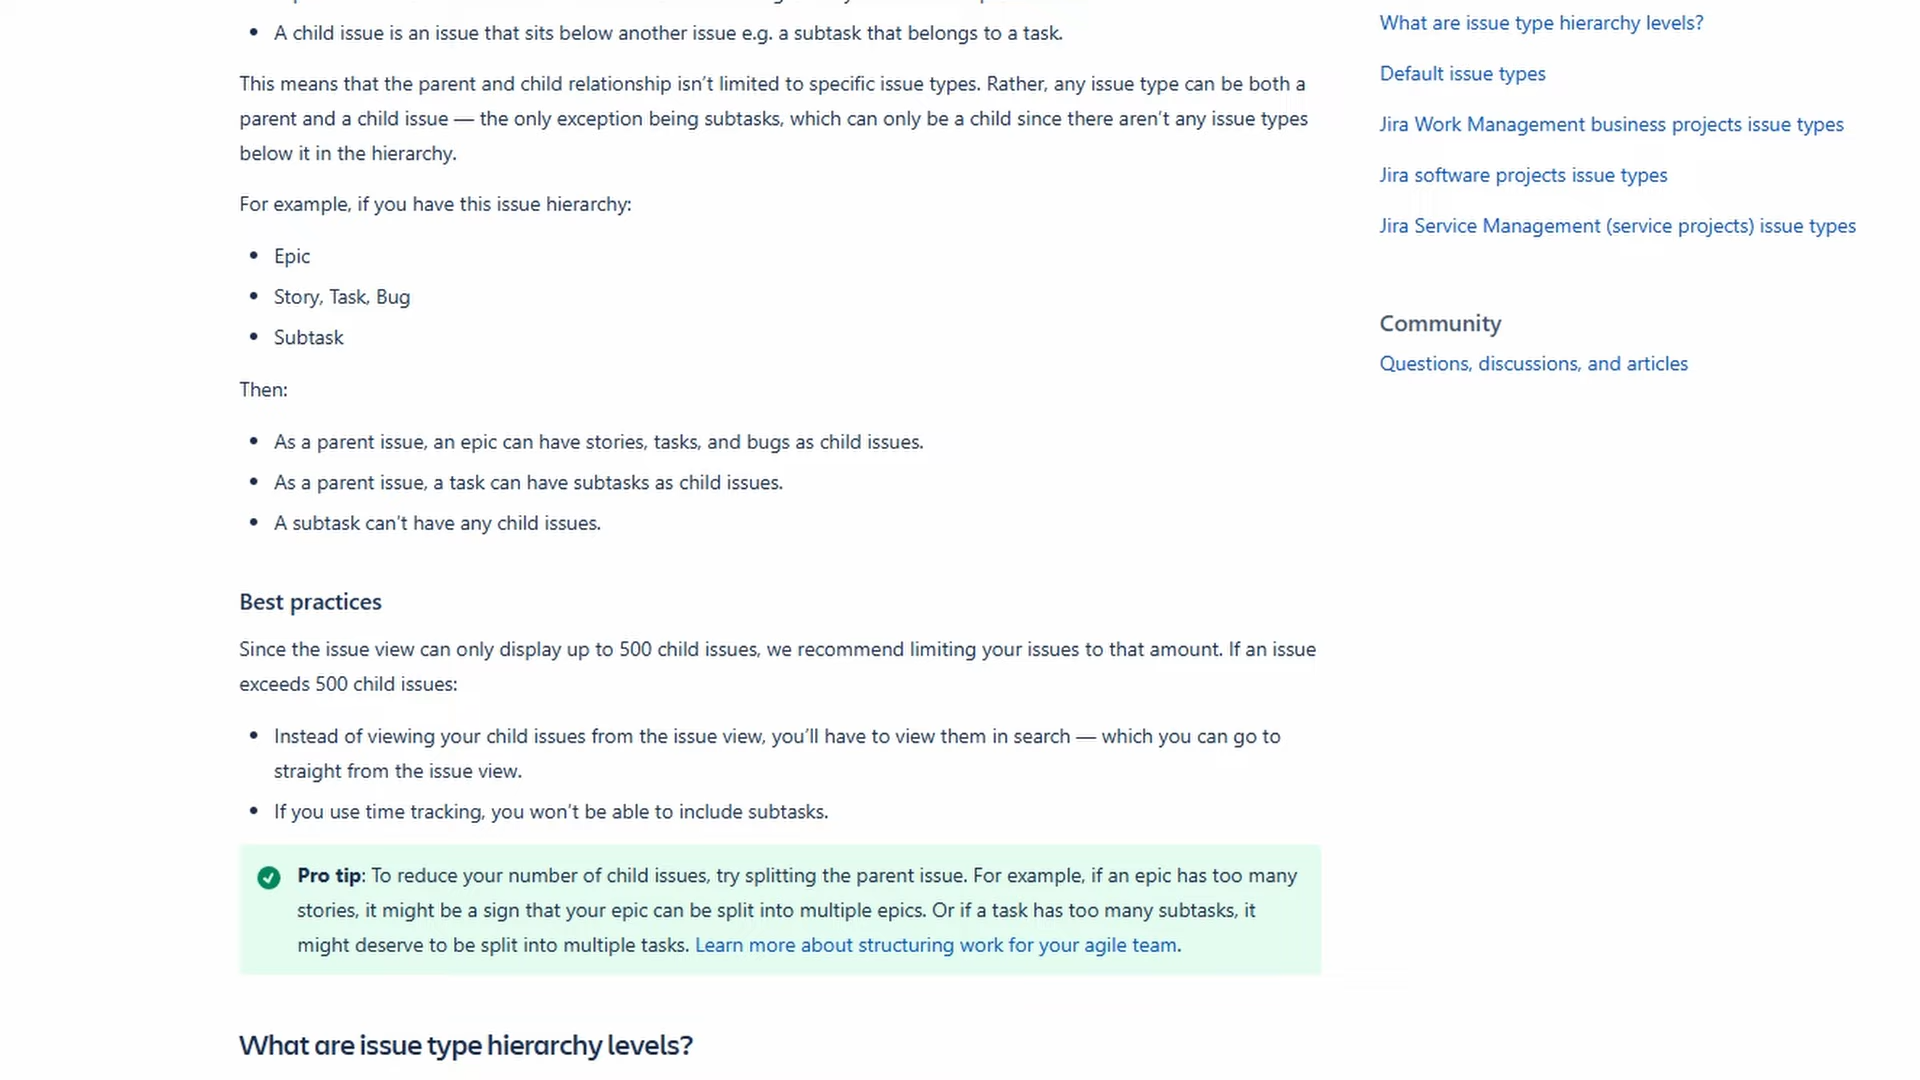 • A child issue is an issue that sits below another issue e.g. a subtask that belongs to a task.
This means that the parent and child relationship isn’t limited to specific issue types. Rather, any issue type can be both a
parent and a child issue — the only exception being subtasks, which can only be a child since there aren’t any issue types
below it in the hierarchy.
For example, if you have this issue hierarchy:
• Epic
• Story, Task, Bug
• Subtask
Then:
• As a parent issue, an epic can have stories, tasks, and bugs as child issues.
• As a parent issue, a task can have subtasks as child issues.
• A subtask can’t have any child issues.
Best practices
Since the issue view can only display up to 500 child issues, we recommend limiting your issues to that amount. If an issue
exceeds 500 child issues:
• Instead of viewing your child issues from the issue view, you’ll have to view them in search — which you can go to
straight from the issue view.
• If you use time tracking, you won’t be able to include subtasks.
Pro tip: To reduce your number of child issues, try splitting the parent issue. For example, if an epic has too many
stories, it might be a sign that your epic can be split into multiple epics. Or if a task has too many subtasks, it
might deserve to be split into multiple tasks. Learn more about structuring work for your agile team.
What are issue type hierarchy levels?
What are issue type hierarchy levels?
Default issue types
Jira Work Management business projects issue types
Jira software projects issue types
Jira Service Management (service projects) issue types
Community
Questions, discussions, and articles